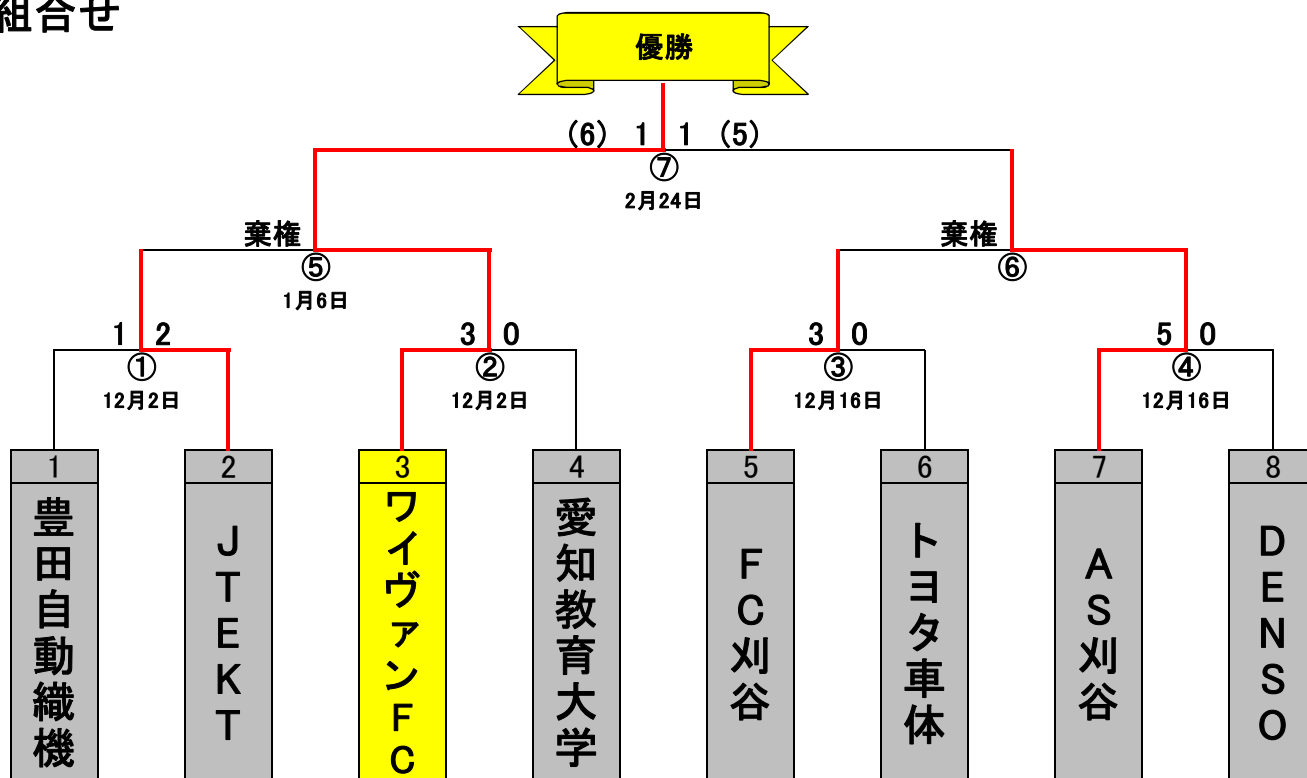 組合せ
優勝
(6) 1 1 (5)
⑦
2月24日
棄権
棄権
⑤
⑥
1月6日
1 2
3 0
3 0
5 0
①
②
③
④
12月2日
12月2日
12月16日
12月16日
1
2
3
4
5
6
7
8
豊田自動織機
JTEKT
ワイヴァンFC
愛知教育大学
FC刈谷
トヨタ車体
AS刈谷
DENSO